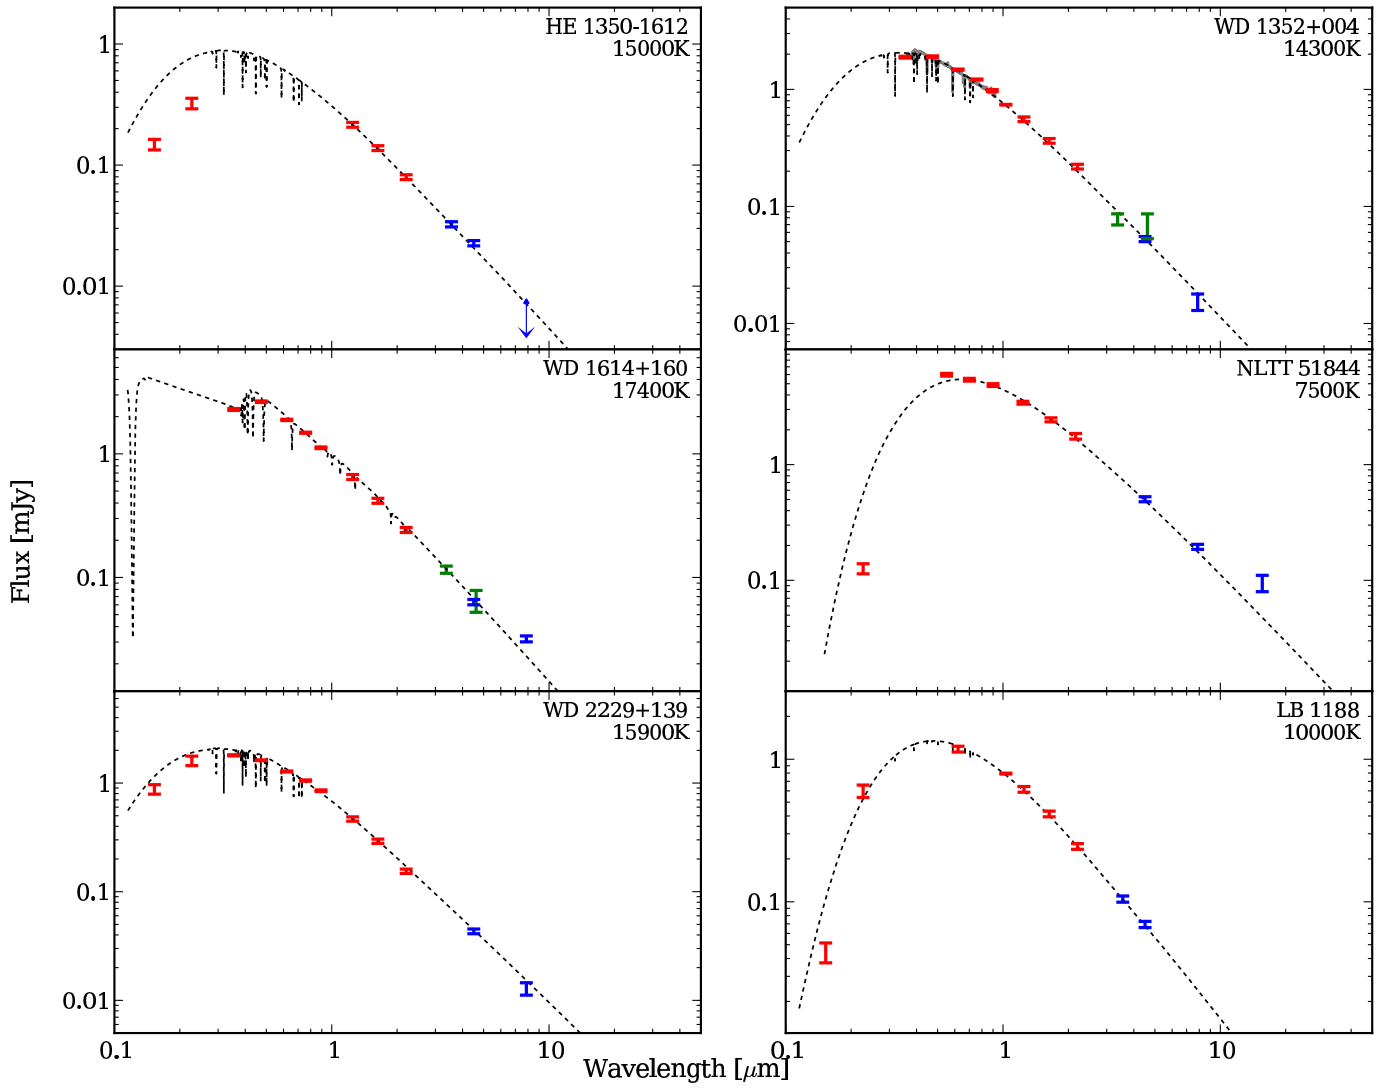 HE 1350-1612
15000K
1
0.1
0.01
WD 1352+004
14300K
1
0.1
0.01
WD 1614+160
17400K
1
0.1
NLTT 51844
7500K
1
0.1
WD 2229+139
15900K
1
0.1
0.01
LB 1188
10000K
1
0.1
Flux [mJy]
0.1 1 10
0.1 1 10
Wavelength [μm]